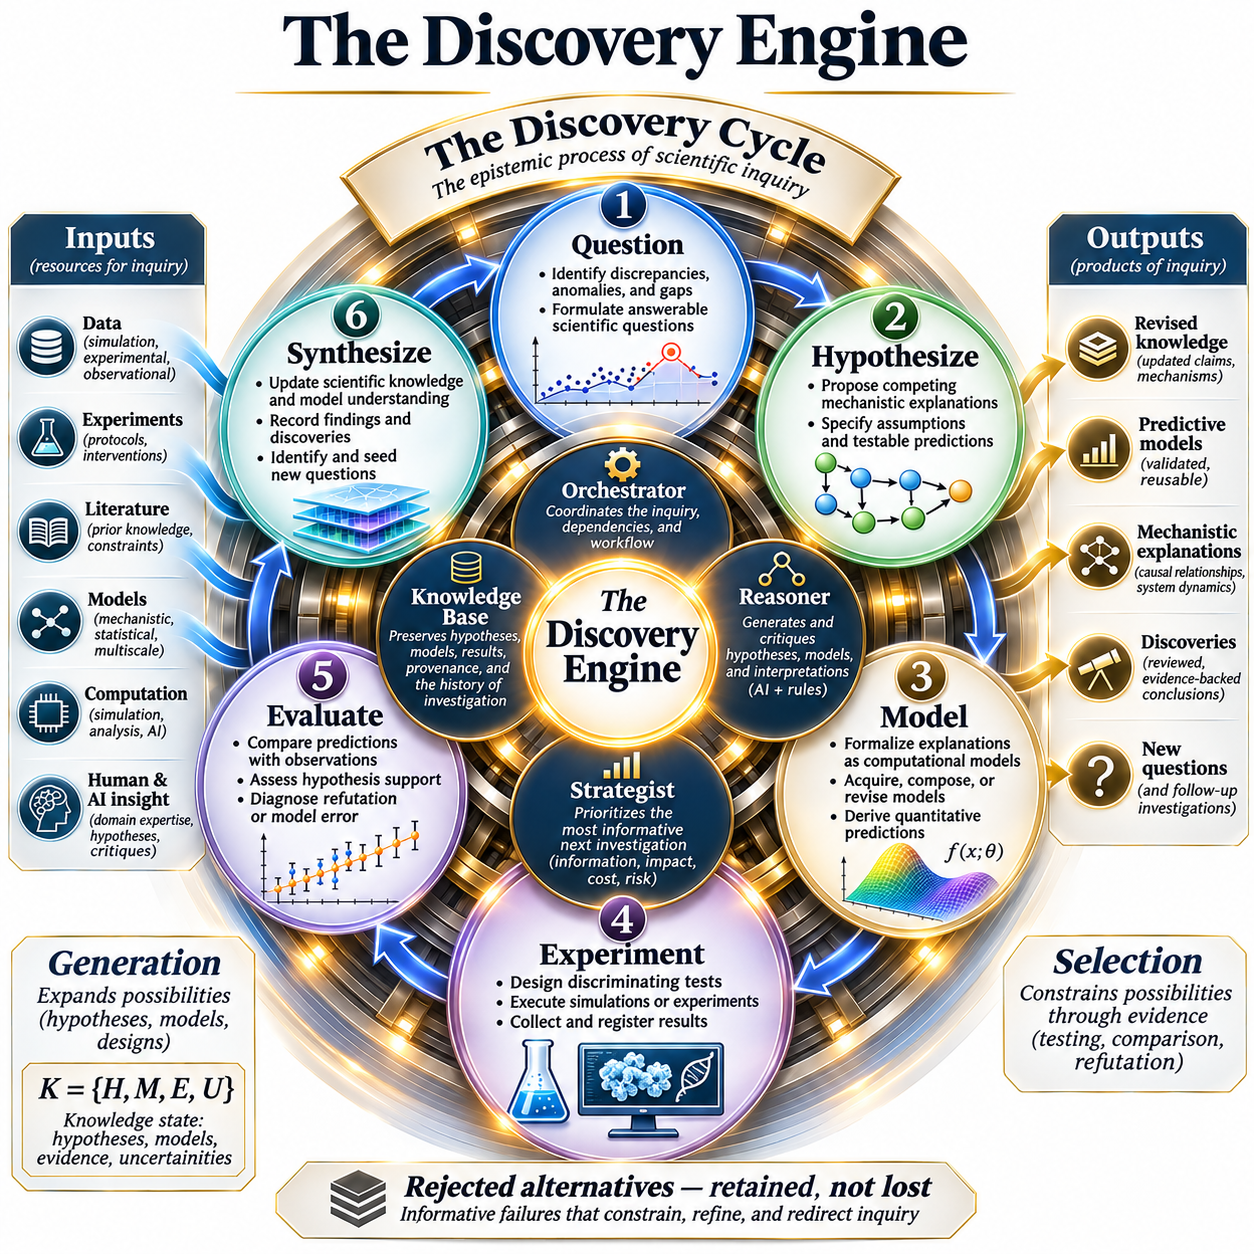 The Discovery Engine
The Discovery Cycle
The epistemic process of scientific inquiry
Inputs
(resources for inquiry)
Data
(simulation,
experimental,
observational)
Experiments
(protocols,
interventions)
Literature
(prior knowledge,
constraints)
Models
(mechanistic,
statistical,
multiscale)
Computation
(simulation,
analysis, AI)
Human &
AI insight
(domain expertise,
hypotheses,
critiques)
1
Question
• Identify discrepancies,
anomalies, and gaps
• Formulate answerable
scientific questions
2
Hypothesize
• Propose competing
mechanistic explanations
• Specify assumptions
and testable predictions
3
Model
• Formalize explanations
as computational models
• Acquire, compose, or
revise models
• Derive quantitative
predictions
f(x;θ)
4
Experiment
• Design discriminating tests
• Execute simulations or experiments
• Collect and register results
5
Evaluate
• Compare predictions
with observations
• Assess hypothesis support
• Diagnose refutation
or model error
6
Synthesize
• Update scientific knowledge
and model understanding
• Record findings and
discoveries
• Identify and seed
new questions
Orchestrator
Coordinates the inquiry,
dependencies, and
workflow
Knowledge
Base
Preserves hypotheses,
models, results,
provenance, and
the history of
investigation
The
Discovery
Engine
Reasoner
Generates and
critiques
hypotheses, models,
and interpretations
(AI + rules)
Strategist
Prioritizes the
most informative
next investigation
(information, impact,
cost, risk)
Outputs
(products of inquiry)
Revised
knowledge
(updated claims,
mechanisms)
Predictive
models
(validated,
reusable)
Mechanistic
explanations
(causal relationships,
system dynamics)
Discoveries
(reviewed,
evidence-backed
conclusions)
?
New
questions
(and follow-up
investigations)
Generation
Expands possibilities
(hypotheses, models,
designs)
K = {H, M, E, U}
Knowledge state:
hypotheses, models,
evidence, uncertainities
Selection
Constrains possibilities
through evidence
(testing, comparison,
refutation)
Rejected alternatives — retained, not lost
Informative failures that constrain, refine, and redirect inquiry